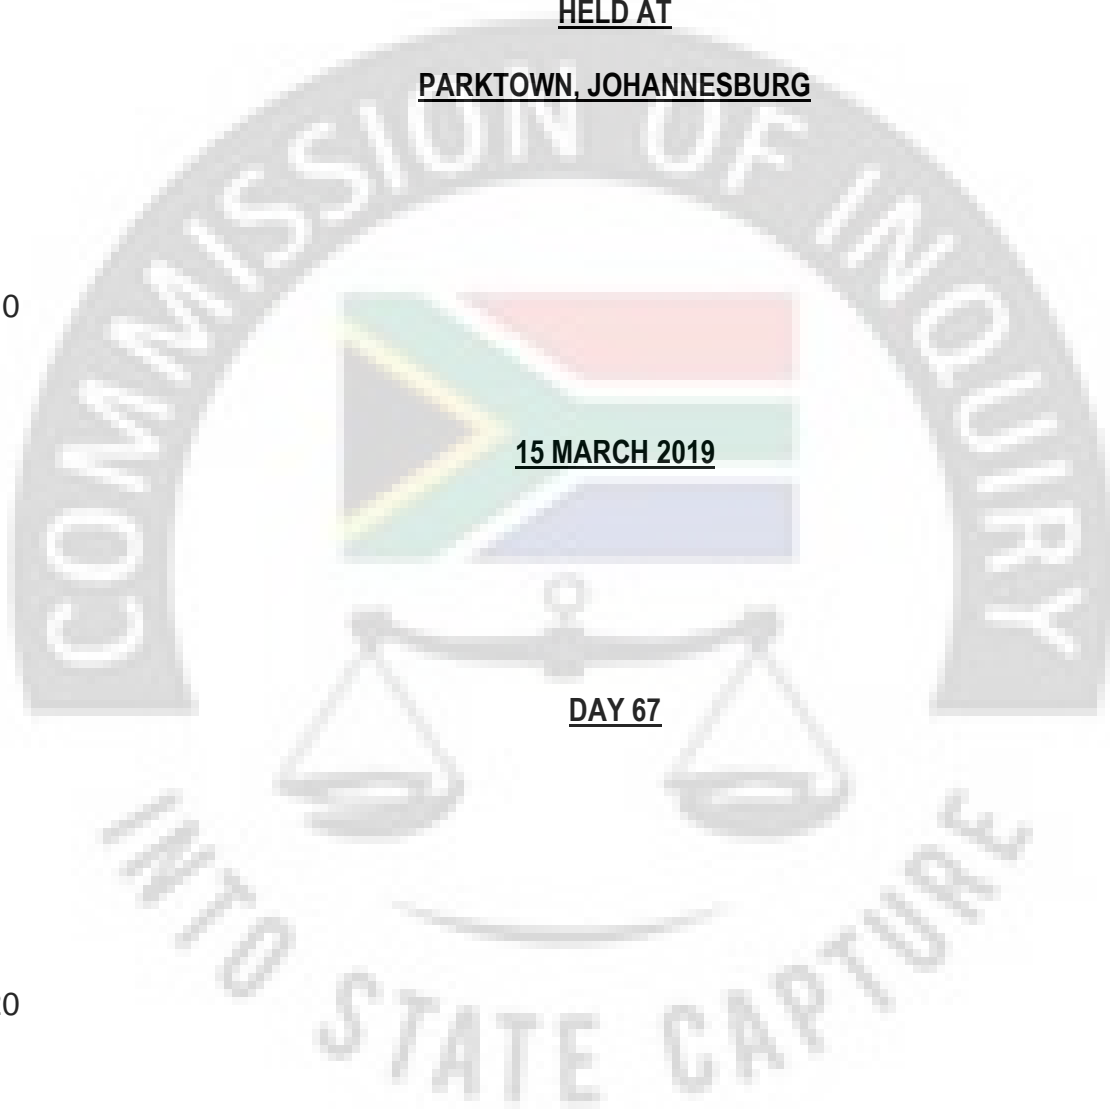 HELD AT
PARKTOWN, JOHANNESBURG
COMMISSION OF INQUIRY
0
15 MARCH 2019
DAY 67
INTO STATE CAPTURE
0